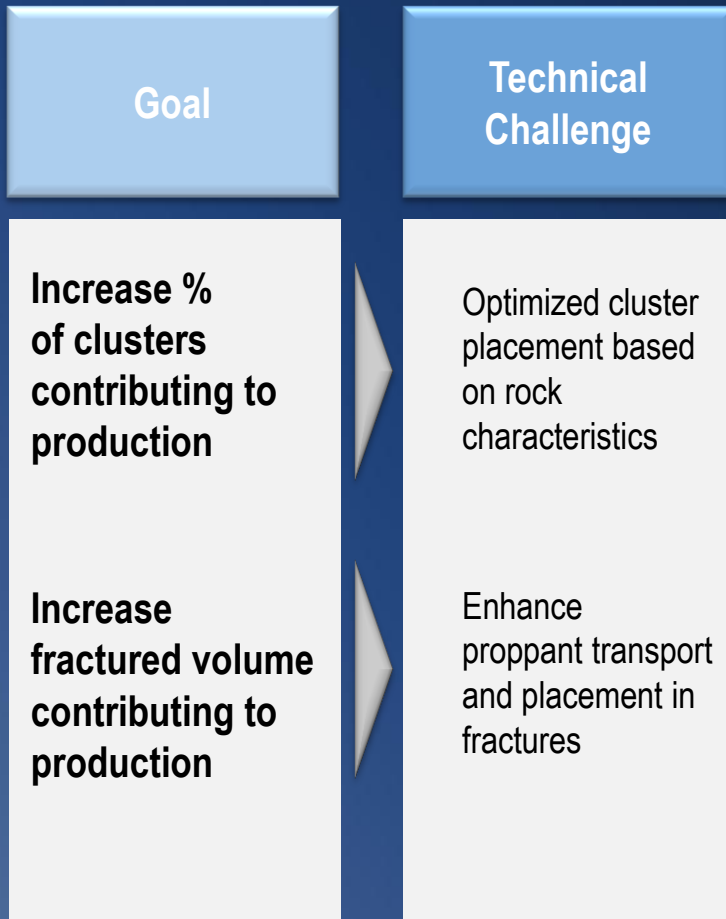 Goal
Technical
Challenge
Increase %
of clusters
contributing to
production
Optimized cluster
placement based
on rock
characteristics
Increase
fractured volume
contributing to
production
Enhance
proppant transport
and placement in
fractures